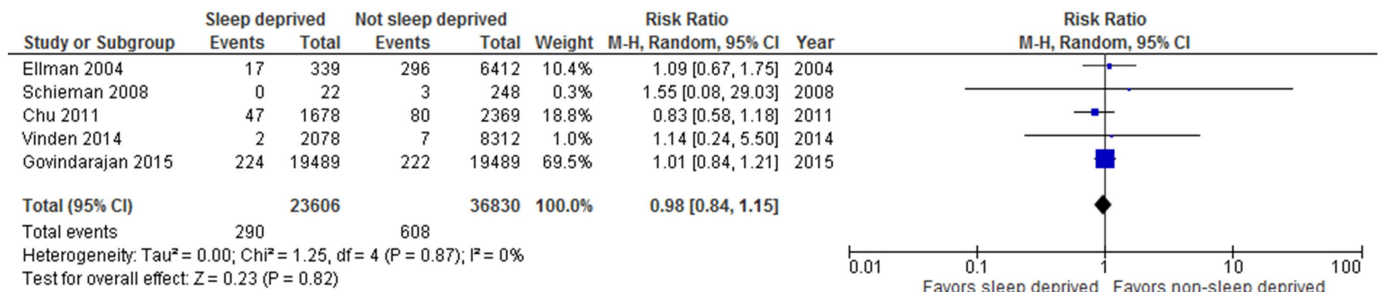 Sleep deprived Not sleep deprived Risk Ratio Risk Ratio
Study or Subgroup Events Total Events Total Weight M-H, Random, 95% CI Year M-H, Random, 95% CI
Ellman 2004 17 339 296 6412 10.4% 1.09 [0.67, 1.75] 2004
Schieman 2008 0 22 3 248 0.3% 1.55 [0.08, 29.03] 2008
Chu 2011 47 1678 80 2369 18.8% 0.83 [0.58, 1.18] 2011
Vinden 2014 2 2078 7 8312 1.0% 1.14 [0.24, 5.50] 2014
Govindarajan 2015 224 19489 222 19489 69.5% 1.01 [0.84, 1.21] 2015
Total (95% CI) 23606 36830 100.0% 0.98 [0.84, 1.15]
Total events 290 608
Heterogeneity: Tau² = 0.00; Chi² = 1.25, df = 4 (P = 0.87); I² = 0%
Test for overall effect: Z = 0.23 (P = 0.82)
0.01 0.1 1 10 100
Favors sleep deprived Favors non-sleep deprived